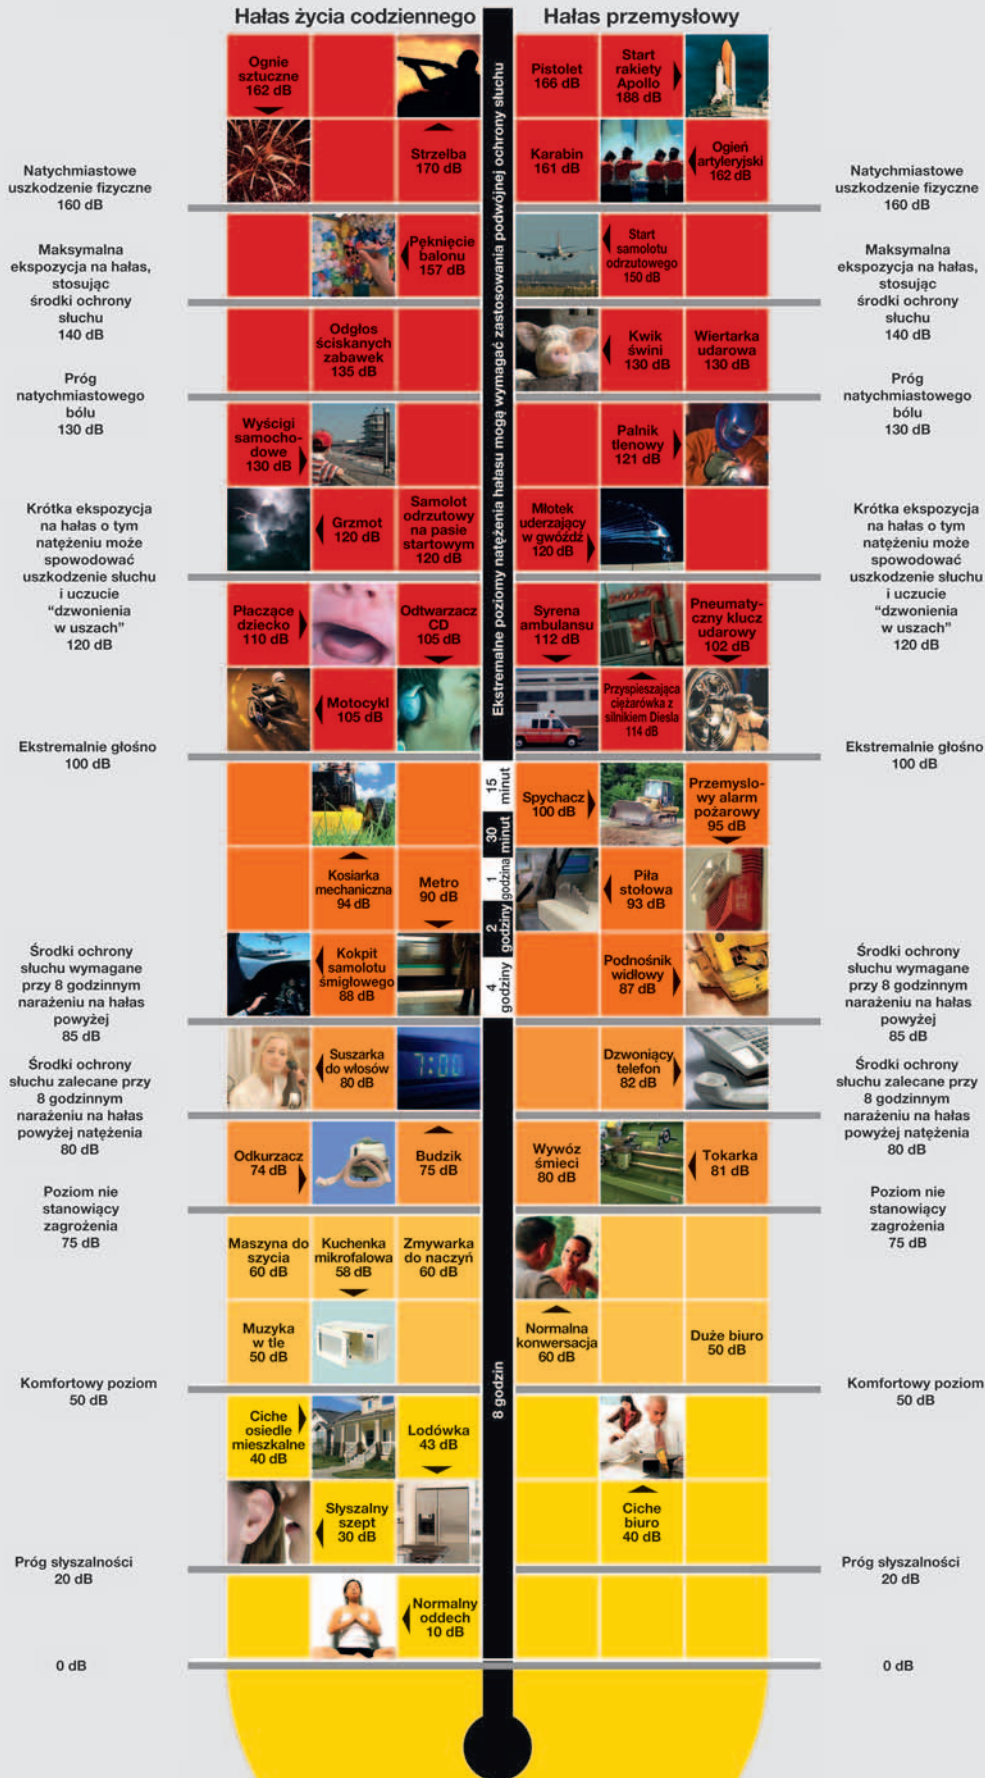 Hałas życia codziennego
Hałas przemysłowy
Ognie
sztuczne
162 dB
Strzelba
170 dB
Pistolet
166 dB
Start
rakiety
Apollo
188 dB
Karabin
161 dB
Ogień
artyleryjski
162 dB
Natychmiastowe
uszkodzenie fizyczne
160 dB
Natychmiastowe
uszkodzenie fizyczne
160 dB
Ekstremalne poziomy natężenia hałasu mogą wymagać zastosowania podwójnej ochrony słuchu
Pęknięcie
balonu
157 dB
Start
samolotu
odrzutowego
150 dB
Maksymalna
ekspozycja na hałas,
stosując
środki ochrony
słuchu
140 dB
Maksymalna
ekspozycja na hałas,
stosując
środki ochrony
słuchu
140 dB
Odgłos
ściskanych
zabawek
135 dB
Kwik
świni
130 dB
Wiertarka
udarowa
130 dB
Próg
natychmiastowego
bólu
130 dB
Próg
natychmiastowego
bólu
130 dB
Wyścigi
samocho-
dowe
130 dB
Palnik
tlenowy
121 dB
Grzmot
120 dB
Samolot
odrzutowy
na pasie
startowym
120 dB
Młotek
uderzający
w gwóźdź
120 dB
Krótka ekspozycja
na hałas o tym
natężeniu może
spowodować
uszkodzenie słuchu
i uczucie
“dzwonienia
w uszach”
120 dB
Krótka ekspozycja
na hałas o tym
natężeniu może
spowodować
uszkodzenie słuchu
i uczucie
“dzwonienia
w uszach”
120 dB
Płaczące
dziecko
110 dB
Odtwarzacz
CD
105 dB
Syrena
ambulansu
112 dB
Pneumaty-
czny klucz
udarowy
102 dB
Motocykl
105 dB
Przyspieszająca
ciężarówka z
silnikiem Diesla
114 dB
Ekstremalnie głośno
100 dB
Ekstremalnie głośno
100 dB
15
minut
30
minut
1
godzina
2
godziny
4
godziny
Spychacz
100 dB
Przemyslo-
wy alarm
pożarowy
95 dB
Kosiarka
mechaniczna
94 dB
Metro
90 dB
Piła
stołowa
93 dB
Kokpit
samolotu
śmigłowego
88 dB
Podnośnik
widłowy
87 dB
Środki ochrony
słuchu wymagane
przy 8 godzinnym
narażeniu na hałas
powyżej
85 dB
Środki ochrony
słuchu wymagane
przy 8 godzinnym
narażeniu na hałas
powyżej
85 dB
Suszarka
do włosów
80 dB
7:00
Dzwoniący
telefon
82 dB
Środki ochrony
słuchu zalecane przy
8 godzinnym
narażeniu na hałas
powyżej natężenia
80 dB
Środki ochrony
słuchu zalecane przy
8 godzinnym
narażeniu na hałas
powyżej natężenia
80 dB
Odkurzacz
74 dB
Budzik
75 dB
Wywóz
śmieci
80 dB
Tokarka
81 dB
Poziom nie
stanowiący
zagrożenia
75 dB
Poziom nie
stanowiący
zagrożenia
75 dB
Maszyna do
szycia
60 dB
Kuchenka
mikrofalowa
58 dB
Zmywarka
do naczyń
60 dB
Muzyka
w tle
50 dB
Normalna
konwersacja
60 dB
Duże biuro
50 dB
8 godzin
Komfortowy poziom
50 dB
Komfortowy poziom
50 dB
Ciche
osiedle
mieszkalne
40 dB
Lodówka
43 dB
Słyszalny
szept
30 dB
Ciche
biuro
40 dB
Próg słyszalności
20 dB
Próg słyszalności
20 dB
Normalny
oddech
10 dB
0 dB
0 dB